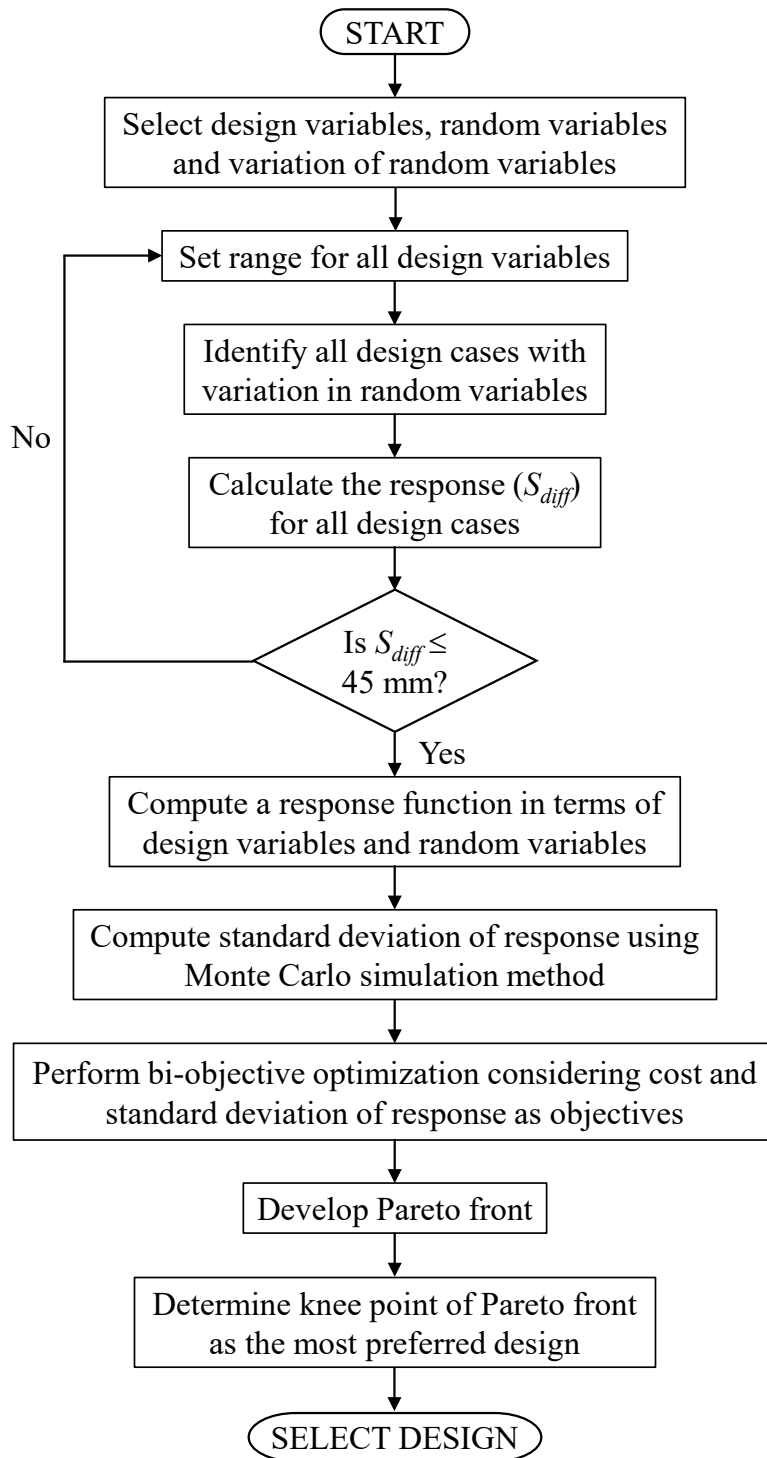 START
Select design variables, random variables
and variation of random variables
Set range for all design variables
Identify all design cases with
variation in random variables
No
Calculate the response (S_diff)
for all design cases
Is S_diff ≤
45 mm?
Yes
Compute a response function in terms of
design variables and random variables
Compute standard deviation of response using
Monte Carlo simulation method
Perform bi-objective optimization considering cost and
standard deviation of response as objectives
Develop Pareto front
Determine knee point of Pareto front
as the most preferred design
SELECT DESIGN